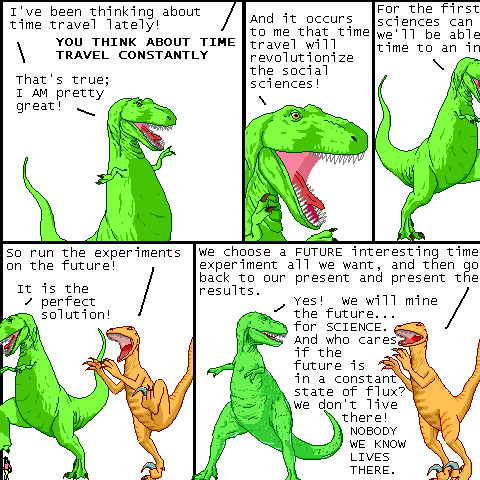 I've been thinking about
time travel lately!
YOU THINK ABOUT TIME
TRAVEL CONSTANTLY
That's true;
I AM pretty
great!
And it occurs
to me that time
travel will
revolutionize
the social
sciences!
For the first
sciences can
we'll be able
time to an in
So run the experiments
on the future!
It is the
perfect
solution!
We choose a FUTURE interesting time
experiment all we want, and then go
back to our present and present the
results.
Yes! We will mine
the future...
for SCIENCE.
And who cares
if the
future is
in a constant
state of flux?
We don't live
there!
NOBODY
WE KNOW
LIVES
THERE.